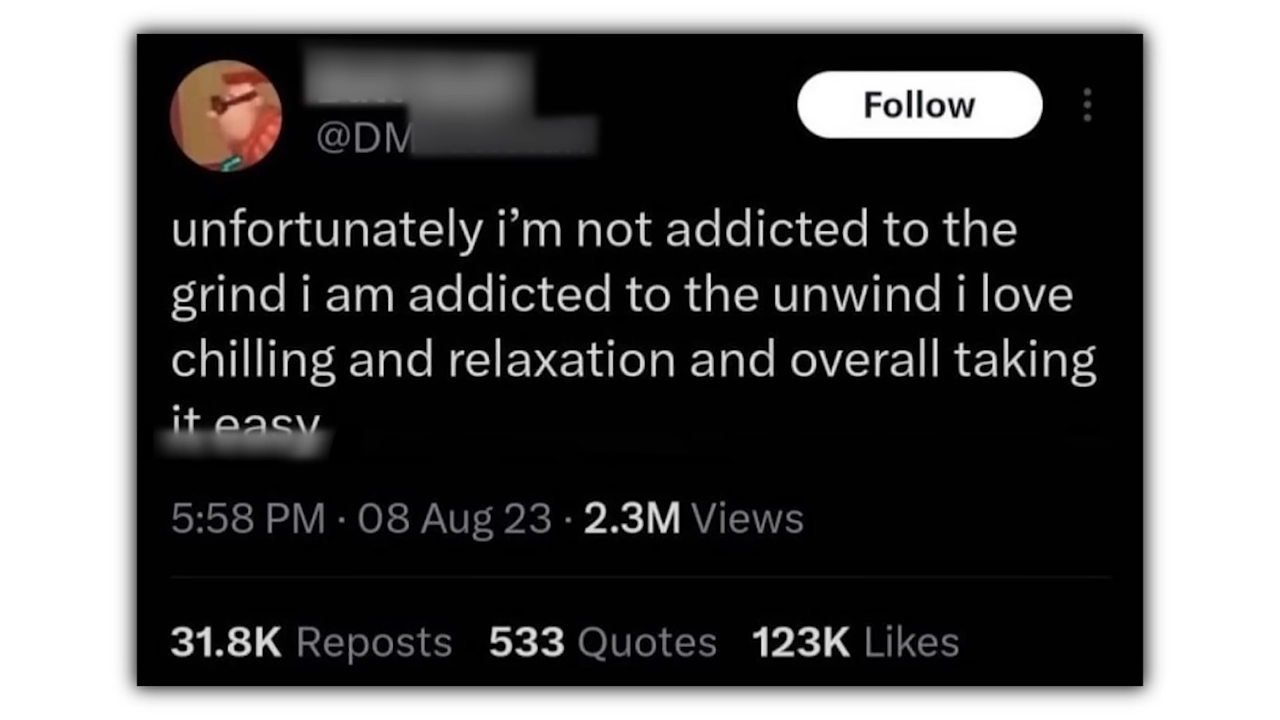 Follow
@DM
unfortunately i’m not addicted to the
grind i am addicted to the unwind i love
chilling and relaxation and overall taking
it easy
5:58 PM · 08 Aug 23 · 2.3M Views
31.8K Reposts 533 Quotes 123K Likes